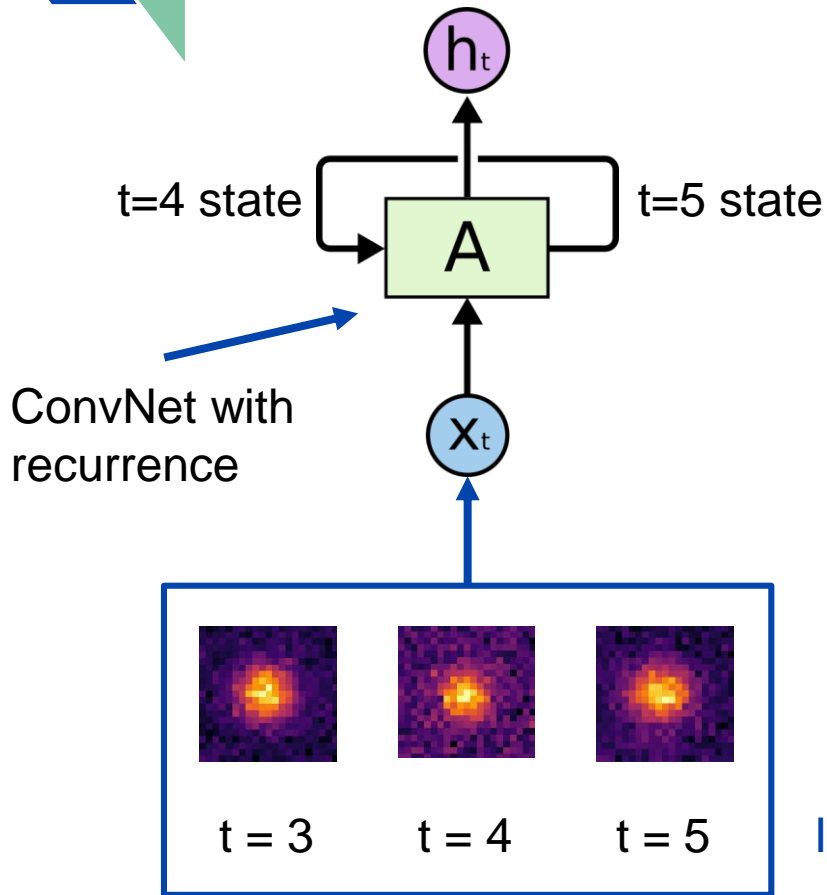 ht
t=4 state
t=5 state
A
ConvNet with
recurrence
xt
t = 3
t = 4
t = 5